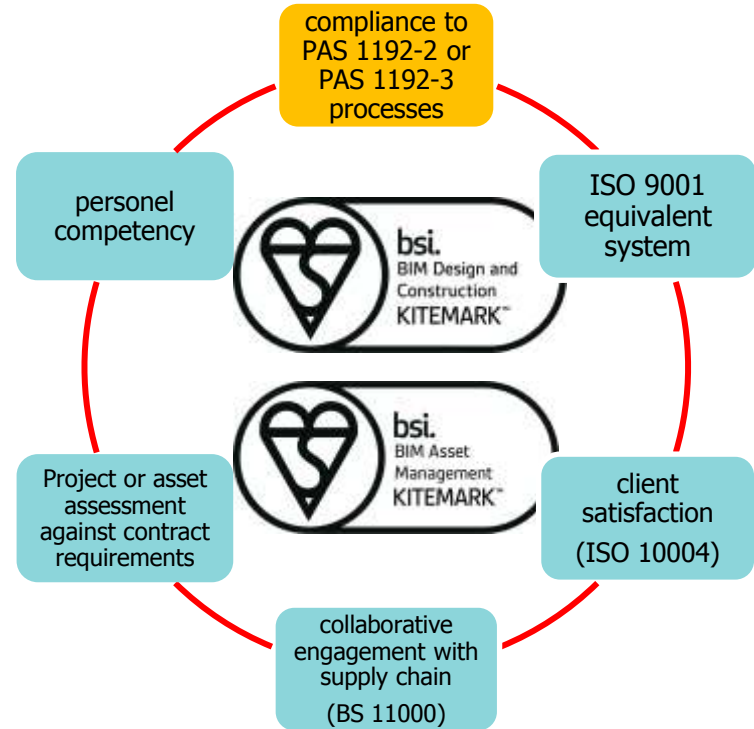 compliance to
PAS 1192-2 or
PAS 1192-3
processes
ISO 9001
equivalent
system
client
satisfaction
(ISO 10004)
collaborative
engagement with
supply chain
(BS 11000)
Project or asset
assessment
against contract
requirements
personel
competency
bsi.
BIM Design and
Construction
KITEMARK™
bsi.
BIM Asset
Management
KITEMARK™